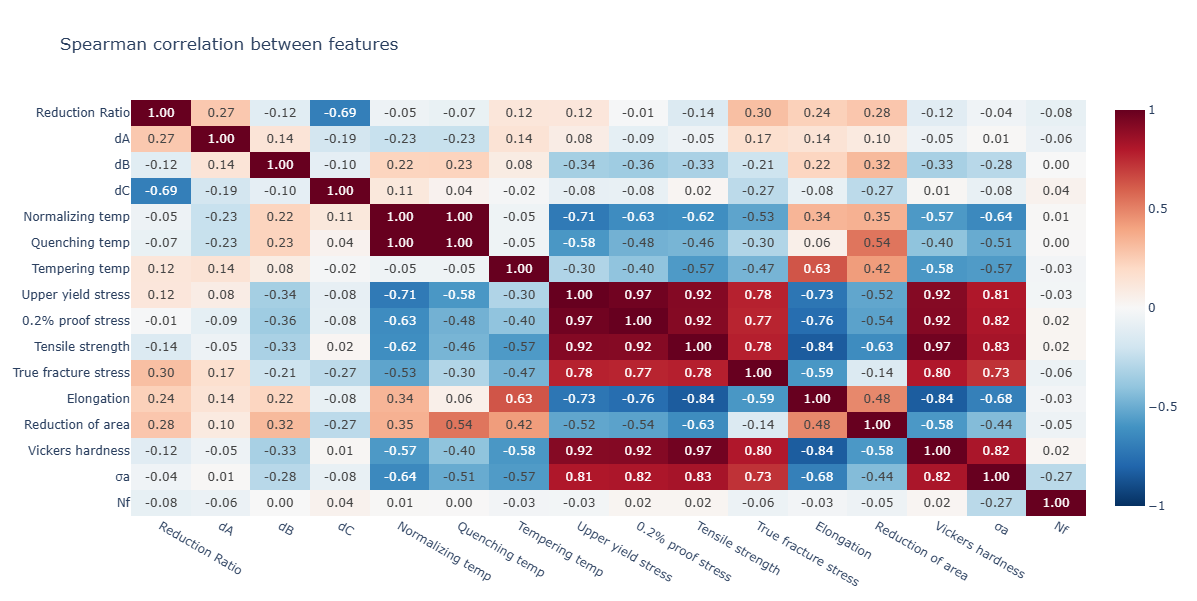 Spearman correlation between features
Reduction Ratio 1.00 0.27 -0.12 -0.69 -0.05 -0.07 0.12 0.12 -0.01 -0.14 0.30 0.24 0.28 -0.12 -0.04 -0.08
dA 0.27 1.00 0.14 -0.19 -0.23 -0.23 0.14 0.08 -0.09 -0.05 0.17 0.14 0.10 -0.05 0.01 -0.06
dB -0.12 0.14 1.00 -0.10 0.22 0.23 0.08 -0.34 -0.36 -0.33 -0.21 0.22 0.32 -0.33 -0.28 0.00
dC -0.69 -0.19 -0.10 1.00 0.11 0.04 -0.02 -0.08 -0.08 0.02 -0.27 -0.08 -0.27 0.01 -0.08 0.04
Normalizing temp -0.05 -0.23 0.22 0.11 1.00 1.00 -0.05 -0.71 -0.63 -0.62 -0.53 0.34 0.35 -0.57 -0.64 0.01
Quenching temp -0.07 -0.23 0.23 0.04 1.00 1.00 -0.05 -0.58 -0.48 -0.46 -0.30 0.06 0.54 -0.40 -0.51 0.00
Tempering temp 0.12 0.14 0.08 -0.02 -0.05 -0.05 1.00 -0.30 -0.40 -0.57 -0.47 0.63 0.42 -0.58 -0.57 -0.03
Upper yield stress 0.12 0.08 -0.34 -0.08 -0.71 -0.58 -0.30 1.00 0.97 0.92 0.78 -0.73 -0.52 0.92 0.81 -0.03
0.2% proof stress -0.01 -0.09 -0.36 -0.08 -0.63 -0.48 -0.40 0.97 1.00 0.92 0.77 -0.76 -0.54 0.92 0.82 0.02
Tensile strength -0.14 -0.05 -0.33 0.02 -0.62 -0.46 -0.57 0.92 0.92 1.00 0.78 -0.84 -0.63 0.97 0.83 0.02
True fracture stress 0.30 0.17 -0.21 -0.27 -0.53 -0.30 -0.47 0.78 0.77 0.78 1.00 -0.59 -0.14 0.80 0.73 -0.06
Elongation 0.24 0.14 0.22 -0.08 0.34 0.06 0.63 -0.73 -0.76 -0.84 -0.59 1.00 0.48 -0.84 -0.68 -0.03
Reduction of area 0.28 0.10 0.32 -0.27 0.35 0.54 0.42 -0.52 -0.54 -0.63 -0.14 0.48 1.00 -0.58 -0.44 -0.05
Vickers hardness -0.12 -0.05 -0.33 0.01 -0.57 -0.40 -0.58 0.92 0.92 0.97 0.80 -0.84 -0.58 1.00 0.82 0.02
σa -0.04 0.01 -0.28 -0.08 -0.64 -0.51 -0.57 0.81 0.82 0.83 0.73 -0.68 -0.44 0.82 1.00 -0.27
Nf -0.08 -0.06 0.00 0.04 0.01 0.00 -0.03 -0.03 0.02 0.02 -0.06 -0.03 -0.05 0.02 -0.27 1.00
Reduction Ratio
dA
dB
dC
Normalizing temp
Quenching temp
Tempering temp
Upper yield stress
0.2% proof stress
Tensile strength
True fracture stress
Elongation
Reduction of area
Vickers hardness
σa
Nf
1
0.5
0
−0.5
−1